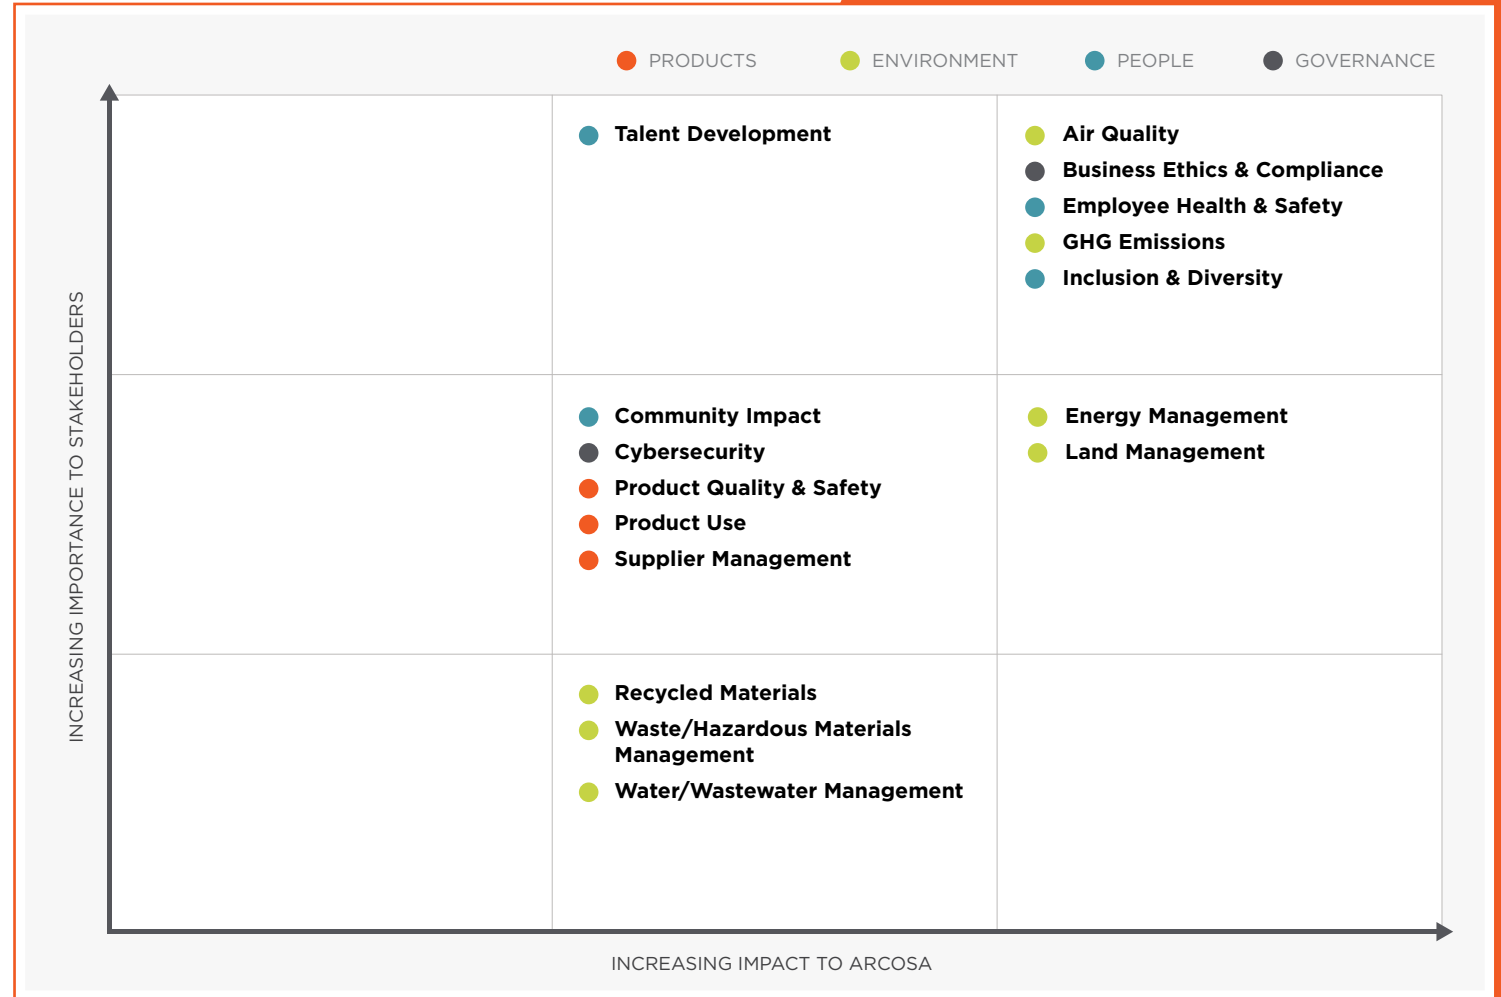 PRODUCTS
ENVIRONMENT
PEOPLE
GOVERNANCE
INCREASING IMPORTANCE TO STAKEHOLDERS
Talent Development
Air Quality
Business Ethics & Compliance
Employee Health & Safety
GHG Emissions
Inclusion & Diversity
Community Impact
Cybersecurity
Product Quality & Safety
Product Use
Supplier Management
Energy Management
Land Management
Recycled Materials
Waste/Hazardous Materials
Management
Water/Wastewater Management
INCREASING IMPACT TO ARCOSA